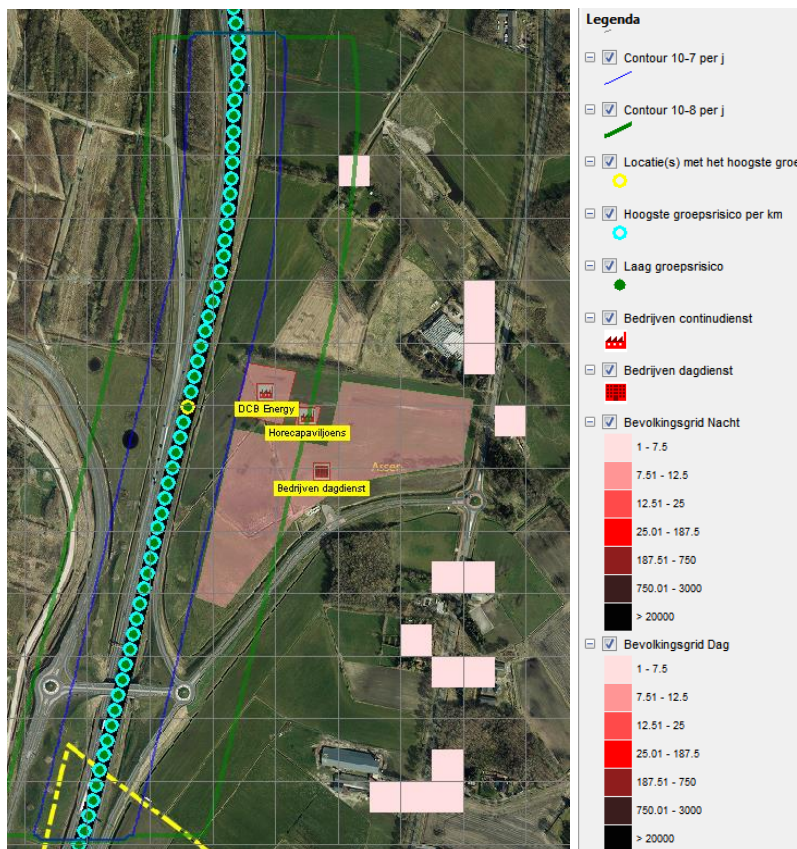 Legenda
Contour 10-7 per j
Contour 10-8 per j
Locatie(s) met het hoogste groe
Hoogste groepsrisico per km
Laag groepsrisico
Bedrijven continudienst
Bedrijven dagdienst
Bevolkingsgrid Nacht
1 - 7.5
7.51 - 12.5
12.51 - 25
25.01 - 187.5
187.51 - 750
750.01 - 3000
> 20000
Bevolkingsgrid Dag
1 - 7.5
7.51 - 12.5
12.51 - 25
25.01 - 187.5
187.51 - 750
750.01 - 3000
> 20000
DCB Energy
Horecapaviljoens
Assen
Bedrijven dagdienst